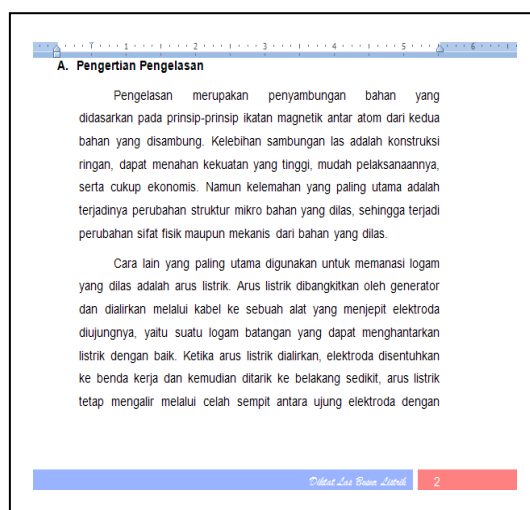 1 2 3 4 5 6
A. Pengertian Pengelasan
Pengelasan merupakan penyambungan bahan yang
didasarkan pada prinsip-prinsip ikatan magnetik antar atom dari kedua
bahan yang disambung. Kelebihan sambungan las adalah konstruksi
ringan, dapat menahan kekuatan yang tinggi, mudah pelaksanaannya,
serta cukup ekonomis. Namun kelemahan yang paling utama adalah
terjadinya perubahan struktur mikro bahan yang dilas, sehingga terjadi
perubahan sifat fisik maupun mekanis dari bahan yang dilas.
Cara lain yang paling utama digunakan untuk memanasi logam
yang dilas adalah arus listrik. Arus listrik dibangkitkan oleh generator
dan dialirkan melalui kabel ke sebuah alat yang menjepit elektroda
diujungnya, yaitu suatu logam batangan yang dapat menghantarkan
listrik dengan baik. Ketika arus listrik dialirkan, elektroda disentuhkan
ke benda kerja dan kemudian ditarik ke belakang sedikit, arus listrik
tetap mengalir melalui celah sempit antara ujung elektroda dengan
Diktat Las Busur Listrik 2